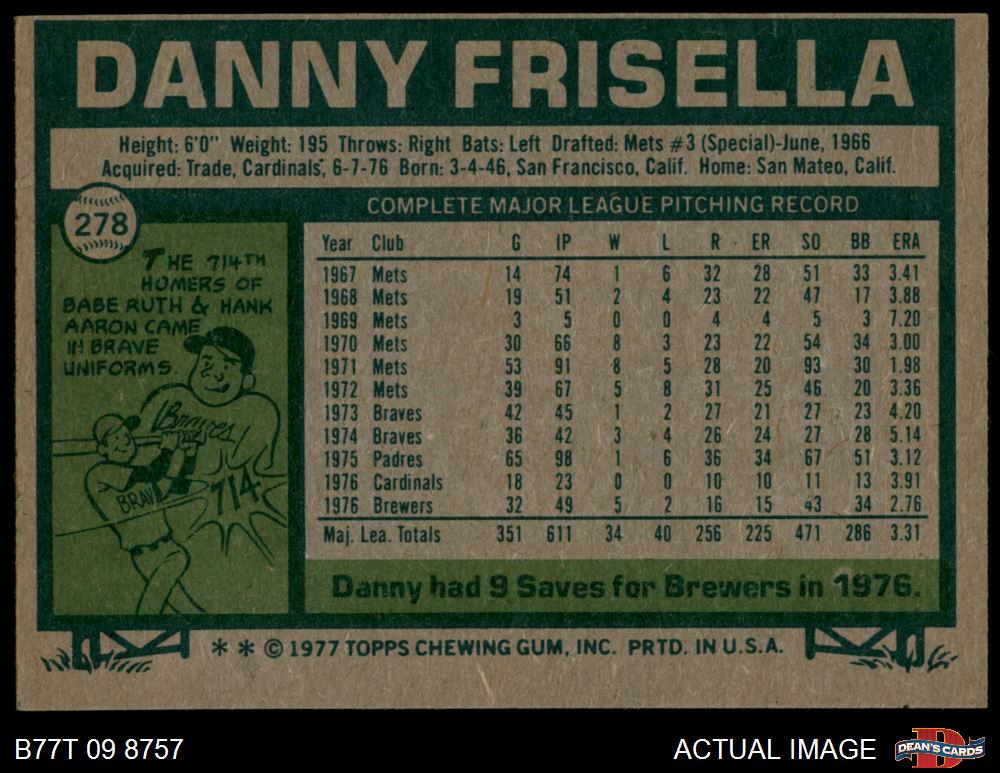 DANNY FRISELLA
Height: 6'0" Weight: 195 Throws: Right Bats: Left Drafted: Mets #3 (Special)-June, 1966
Acquired: Trade, Cardinals, 6-7-76 Born: 3-4-46, San Francisco, Calif. Home: San Mateo, Calif.
278
THE 714TH
HOMERS OF
BABE RUTH & HANK
AARON CAME
IN BRAVE
UNIFORMS.
Braves
BRAV
714
COMPLETE MAJOR LEAGUE PITCHING RECORD
Year Club G IP W L R ER SO BB ERA
1967 Mets 14 74 1 6 32 28 51 33 3.41
1968 Mets 19 51 2 4 23 22 47 17 3.88
1969 Mets 3 5 0 0 4 4 5 3 7.20
1970 Mets 30 66 8 3 23 22 54 34 3.00
1971 Mets 53 91 8 5 28 20 93 30 1.98
1972 Mets 39 67 5 8 31 25 46 20 3.36
1973 Braves 42 45 1 2 27 21 27 23 4.20
1974 Braves 36 42 3 4 26 24 27 28 5.14
1975 Padres 65 98 1 6 36 34 67 51 3.12
1976 Cardinals 18 23 0 0 10 10 11 13 3.91
1976 Brewers 32 49 5 2 16 15 43 34 2.76
Maj. Lea. Totals 351 611 34 40 256 225 471 286 3.31
Danny had 9 Saves for Brewers in 1976.
* * © 1977 TOPPS CHEWING GUM, INC. PRTD. IN U.S.A.
B77T 09 8757
ACTUAL IMAGE
D
DEAN'S CARDS